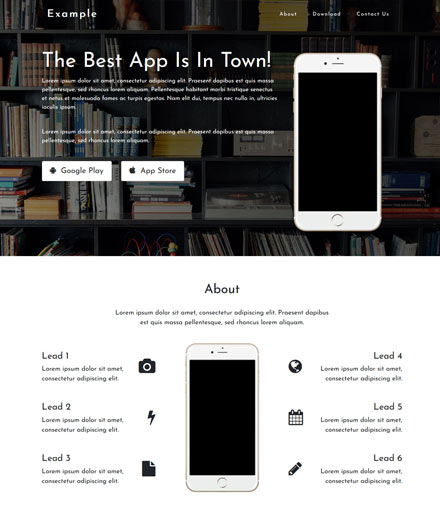 Example
About
Download
Contact Us
The Best App Is In Town!
Lorem ipsum dolor sit amet, consectetur adipiscing elit. Praesent dapibus est quis massa
pellentesque, sed rhoncus lorem aliquam. Pellentesque habitant morbi tristique senectus
et netus et malesuada fames ac turpis egestas. Nam elit dui, tempus nec nulla in, ultricies
iaculis ipsum.
Lorem ipsum dolor sit amet, consectetur adipiscing elit. Praesent dapibus est quis massa
pellentesque, sed rhoncus lorem aliquam.
Google Play
App Store
About
Lorem ipsum dolor sit amet, consectetur adipiscing elit. Praesent dapibus
est quis massa pellentesque, sed rhoncus lorem aliquam.
Lead 1
Lorem ipsum dolor sit amet,
consectetur adipiscing elit.
Lead 2
Lorem ipsum dolor sit amet,
consectetur adipiscing elit.
Lead 3
Lorem ipsum dolor sit amet,
consectetur adipiscing elit.
Lead 4
Lorem ipsum dolor sit amet,
consectetur adipiscing elit.
Lead 5
Lorem ipsum dolor sit amet,
consectetur adipiscing elit.
Lead 6
Lorem ipsum dolor sit amet,
consectetur adipiscing elit.